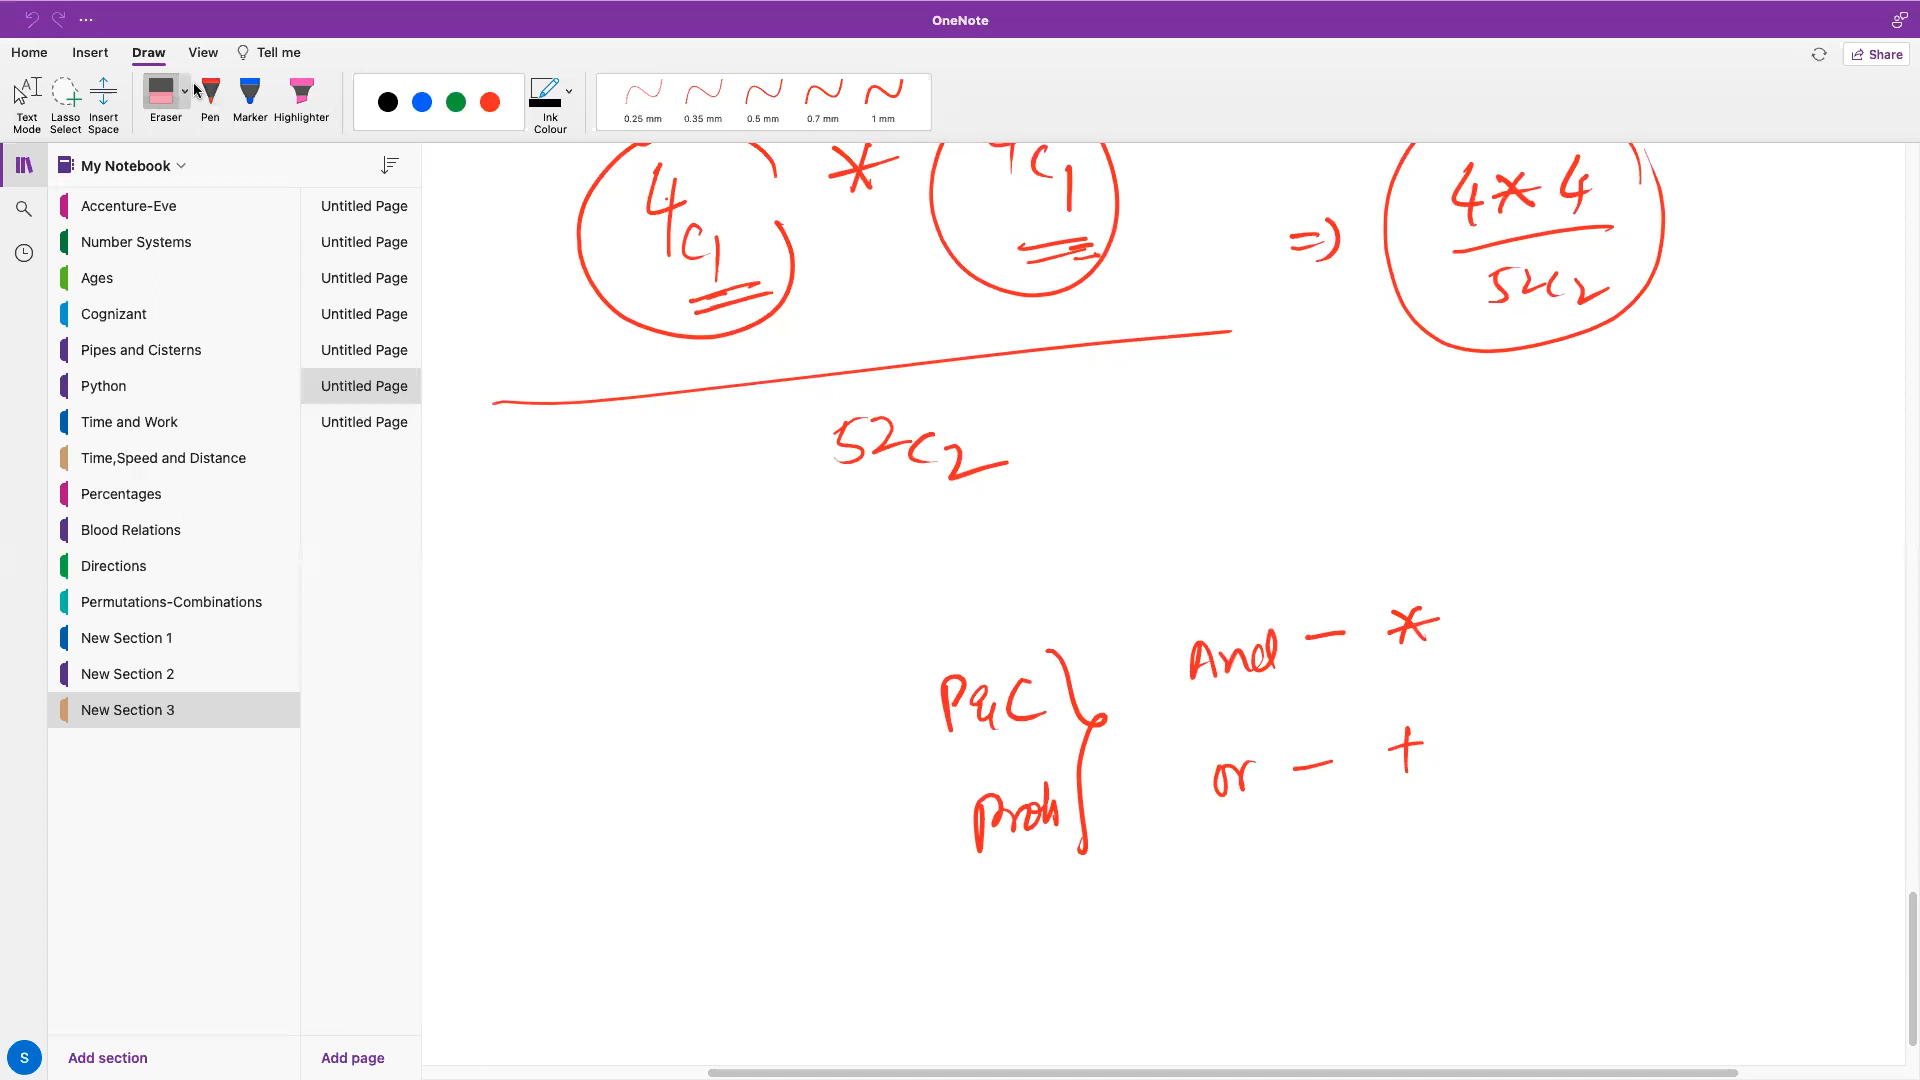 OneNote
Home Insert Draw View Tell me
Share
Text Mode
Lasso Select
Insert Space
Eraser
Pen
Marker
Highlighter
Ink Colour
0.25 mm
0.35 mm
0.5 mm
0.7 mm
1 mm
My Notebook
Accenture-Eve
Number Systems
Ages
Cognizant
Pipes and Cisterns
Python
Time and Work
Time,Speed and Distance
Percentages
Blood Relations
Directions
Permutations-Combinations
New Section 1
New Section 2
New Section 3
Untitled Page
Untitled Page
Untitled Page
Untitled Page
Untitled Page
Untitled Page
Untitled Page
4C1 * 4C1 => 4 * 4
52C2
52C2
P&C
Prob
And - *
or - +
S
Add section
Add page